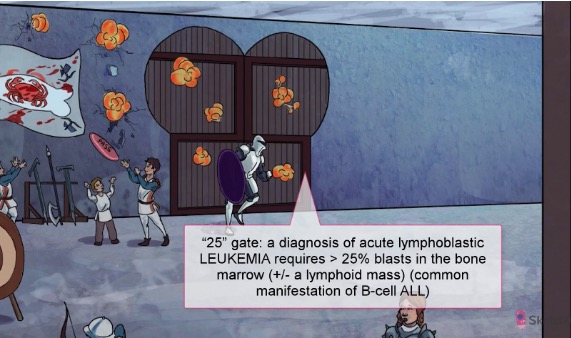 PAS
"25" gate: a diagnosis of acute lymphoblastic
LEUKEMIA requires > 25% blasts in the bone
marrow (+/- a lymphoid mass) (common
manifestation of B-cell ALL)